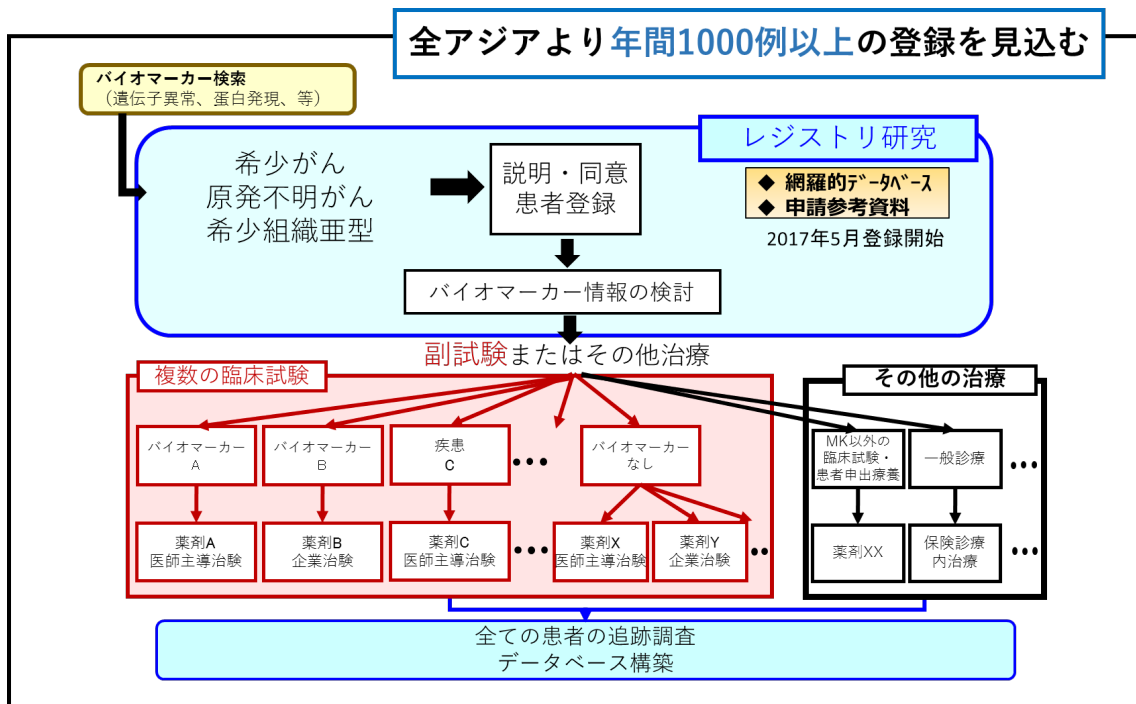 全アジアより年間1000例以上の登録を見込む
バイオマーカー検索
（遺伝子異常、蛋白発現、等）
レジストリ研究
希少がん
原発不明がん
希少組織亜型
説明・同意
患者登録
◆ 網羅的ﾃﾞｰﾀﾍﾞｰｽ
◆ 申請参考資料
2017年5月登録開始
バイオマーカー情報の検討
副試験またはその他治療
複数の臨床試験
その他の治療
バイオマーカー
A
バイオマーカー
B
疾患
C
•••
バイオマーカー
なし
MK以外の
臨床試験・
患者申出療養
一般診療
•••
薬剤A
医師主導治験
薬剤B
企業治験
薬剤C
医師主導治験
•••
薬剤X
医師主導治験
薬剤Y
企業治験
••
薬剤XX
保険診療
内治療
•••
全ての患者の追跡調査
データベース構築